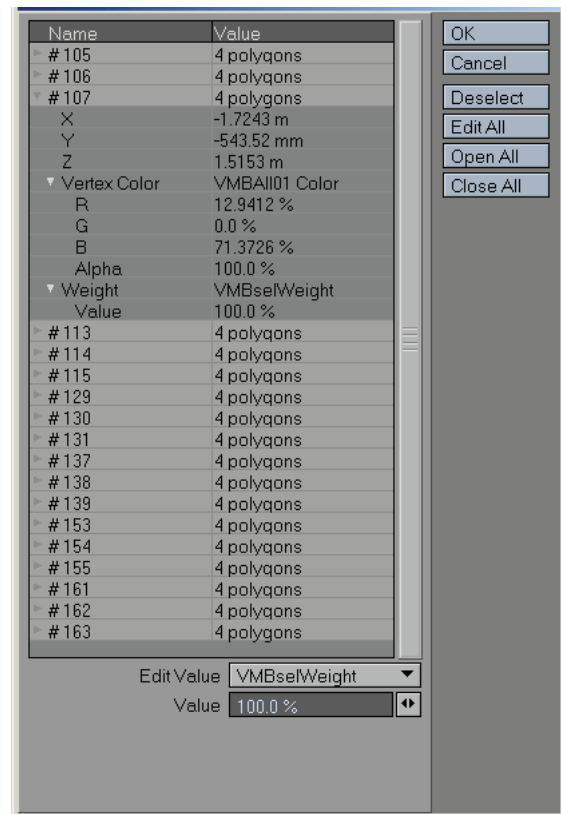 Name Value
# 105 4 polygons
# 106 4 polygons
# 107 4 polygons
X -1.7243 m
Y -543.52 mm
Z 1.5153 m
Vertex Color VMBAll01 Color
R 12.9412 %
G 0.0 %
B 71.3726 %
Alpha 100.0 %
Weight VMBselWeight
Value 100.0 %
# 113 4 polygons
# 114 4 polygons
# 115 4 polygons
# 129 4 polygons
# 130 4 polygons
# 131 4 polygons
# 137 4 polygons
# 138 4 polygons
# 139 4 polygons
# 153 4 polygons
# 154 4 polygons
# 155 4 polygons
# 161 4 polygons
# 162 4 polygons
# 163 4 polygons
Edit Value VMBselWeight
Value 100.0 %
OK
Cancel
Deselect
Edit All
Open All
Close All